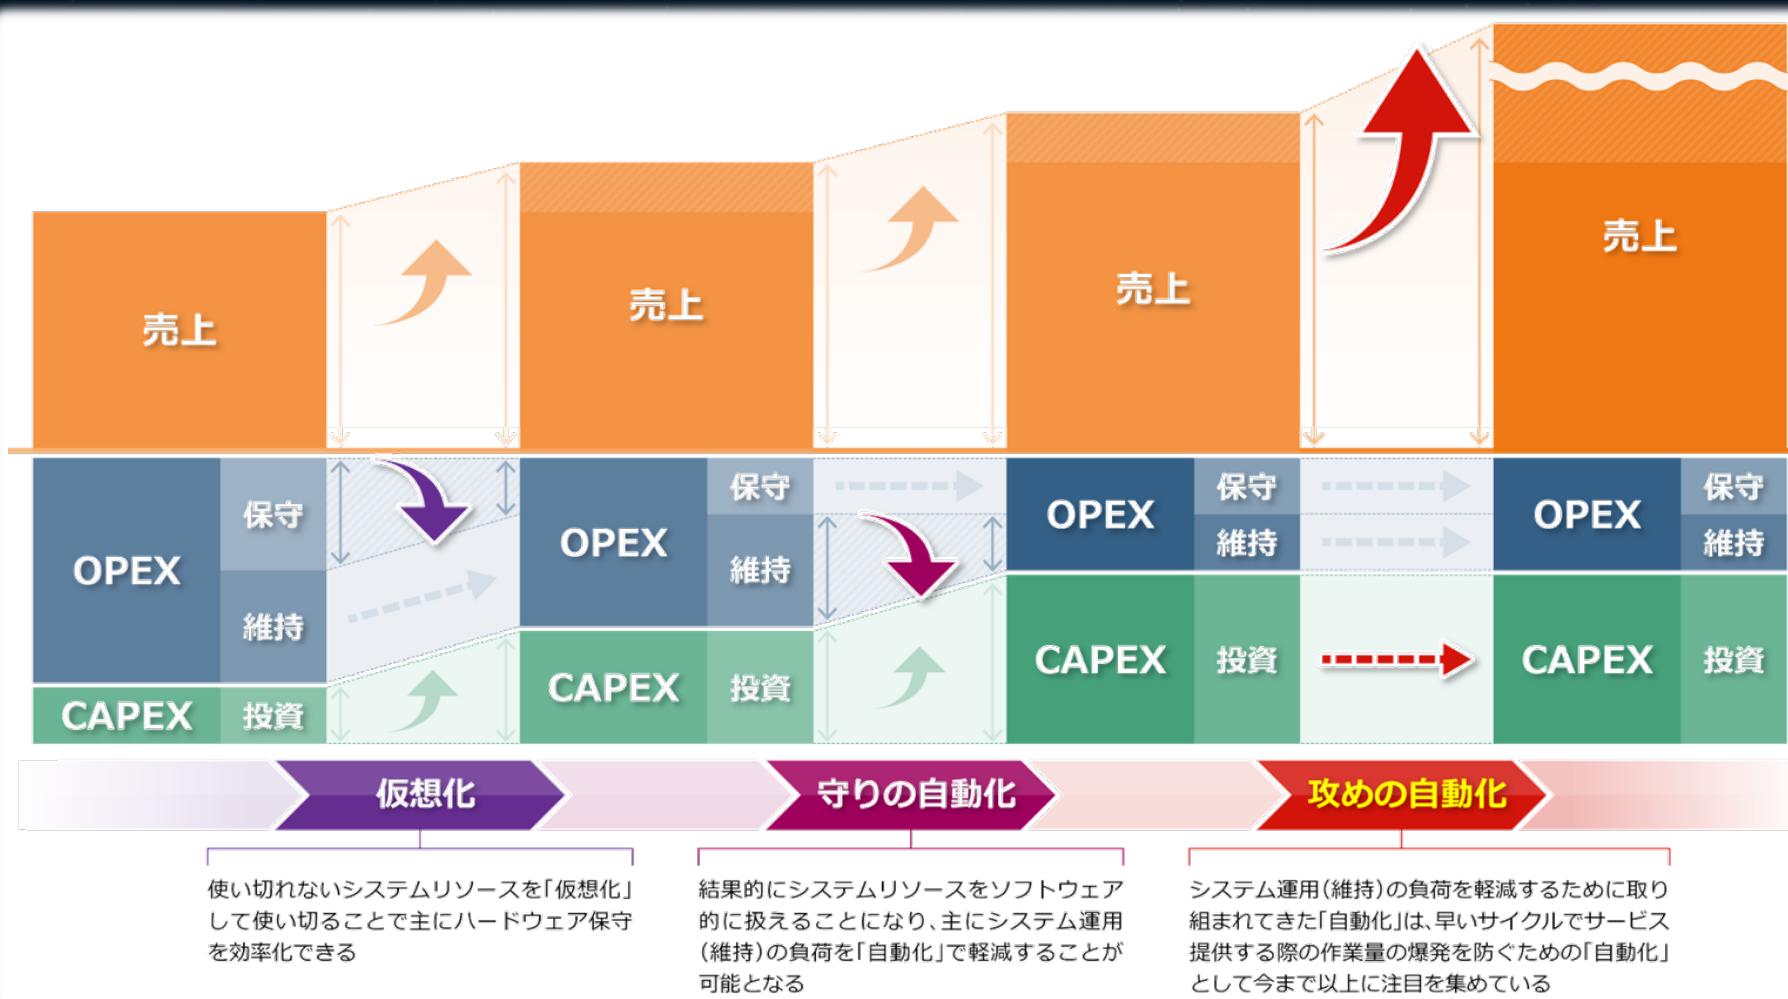 売上
売上
売上
売上
OPEX
保守
維持
CAPEX
投資
OPEX
保守
維持
CAPEX
投資
OPEX
保守
維持
CAPEX
投資
OPEX
保守
維持
CAPEX
投資
仮想化
守りの自動化
攻めの自動化
使い切れないシステムリソースを「仮想化」
して使い切ることで主にハードウェア保守
を効率化できる
結果的にシステムリソースをソフトウェア
的に扱えることになり、主にシステム運用
(維持)の負荷を「自動化」で軽減することが
可能となる
システム運用(維持)の負荷を軽減するために取り
組まれてきた「自動化」は、早いサイクルでサービス
提供する際の作業量の爆発を防ぐための「自動化」
として今まで以上に注目を集めている